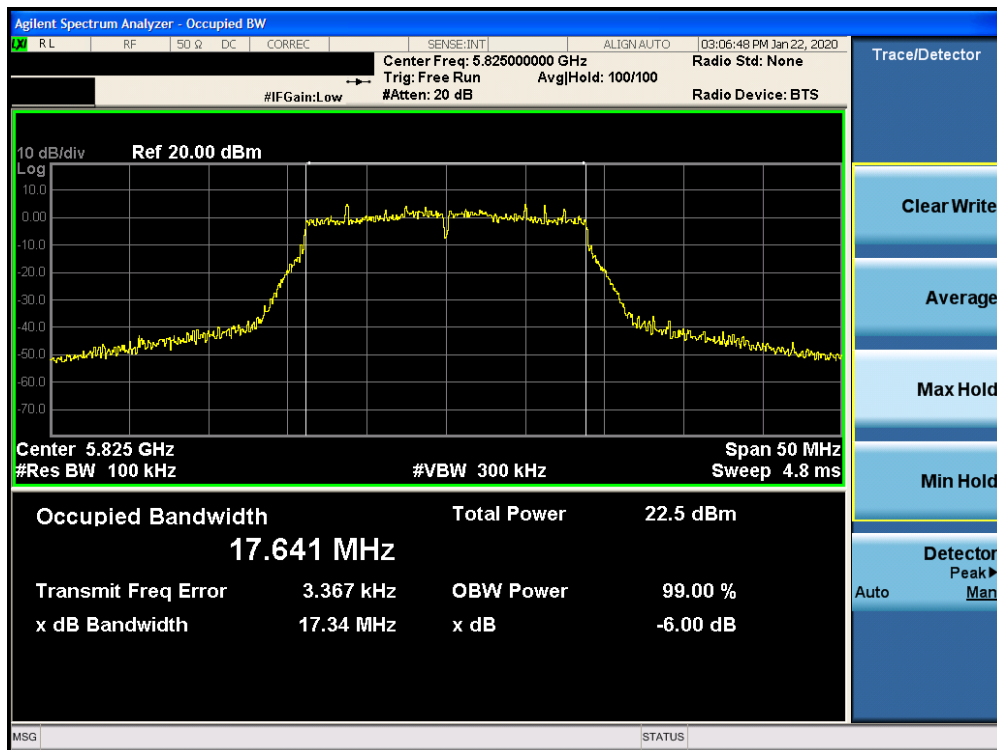 Agilent Spectrum Analyzer - Occupied BW
LXI RL RF 50 Ω DC CORREC SENSE:INT ALIGN AUTO 03:06:48 PM Jan 22, 2020
Center Freq: 5.825000000 GHz Radio Std: None
Trig: Free Run Avg|Hold: 100/100
#IFGain:Low #Atten: 20 dB Radio Device: BTS
Trace/Detector
10 dB/div Ref 20.00 dBm
Log
10.0
0.00
-10.0
-20.0
-30.0
-40.0
-50.0
-60.0
-70.0
Center 5.825 GHz Span 50 MHz
#Res BW 100 kHz #VBW 300 kHz Sweep 4.8 ms
Occupied Bandwidth Total Power 22.5 dBm
17.641 MHz
Transmit Freq Error 3.367 kHz OBW Power 99.00 %
x dB Bandwidth 17.34 MHz x dB -6.00 dB
Clear Write
Average
Max Hold
Min Hold
Detector
Peak▶
Auto Man
MSG STATUS